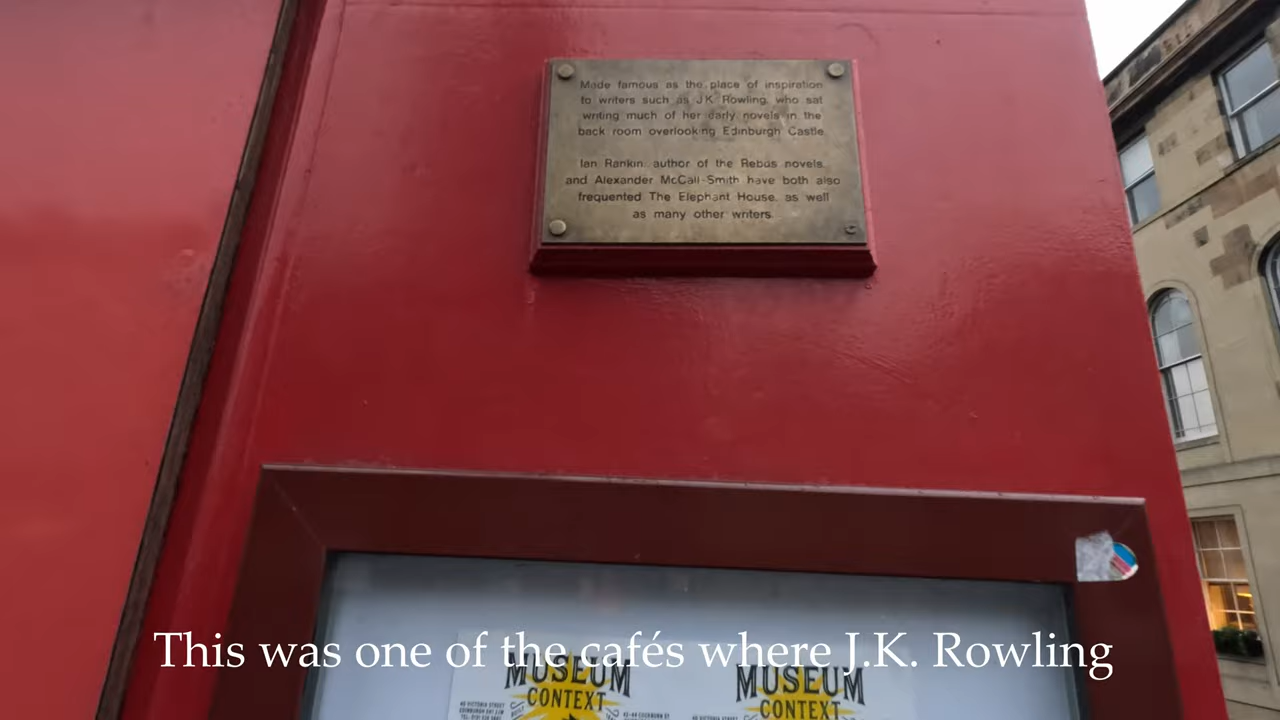 Made famous as the place of inspiration
to writers such as J.K. Rowling, who sat
writing much of her early novels in the
back room overlooking Edinburgh Castle.
Ian Rankin, author of the Rebus novels,
and Alexander McCall-Smith have both also
frequented The Elephant House, as well
as many other writers.
This was one of the cafés where J.K. Rowling
MUSEUM
CONTEXT
40 VICTORIA STREET
MUSEUM
CONTEXT